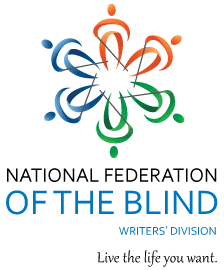 NATIONAL FEDERATION
OF THE BLIND
WRITERS' DIVISION
Live the life you want.